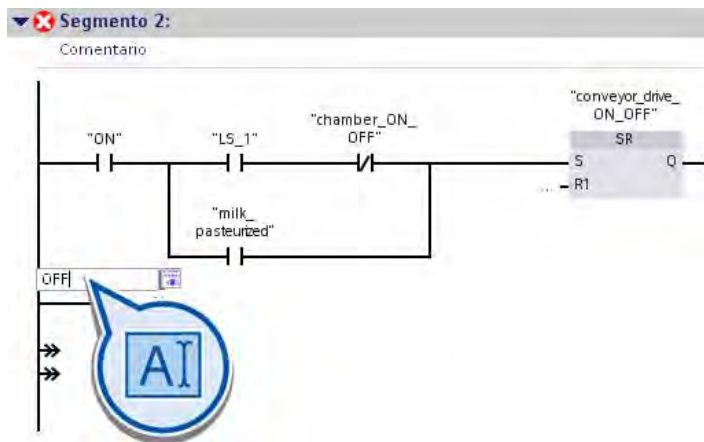 Segmento 2:
Comentario
"conveyor_drive_
ON_OFF"
"chamber_ON_
OFF"
"ON"
"LS_1"
SR
S
Q
...
R1
"milk_
pasteurized"
OFF
...
AI